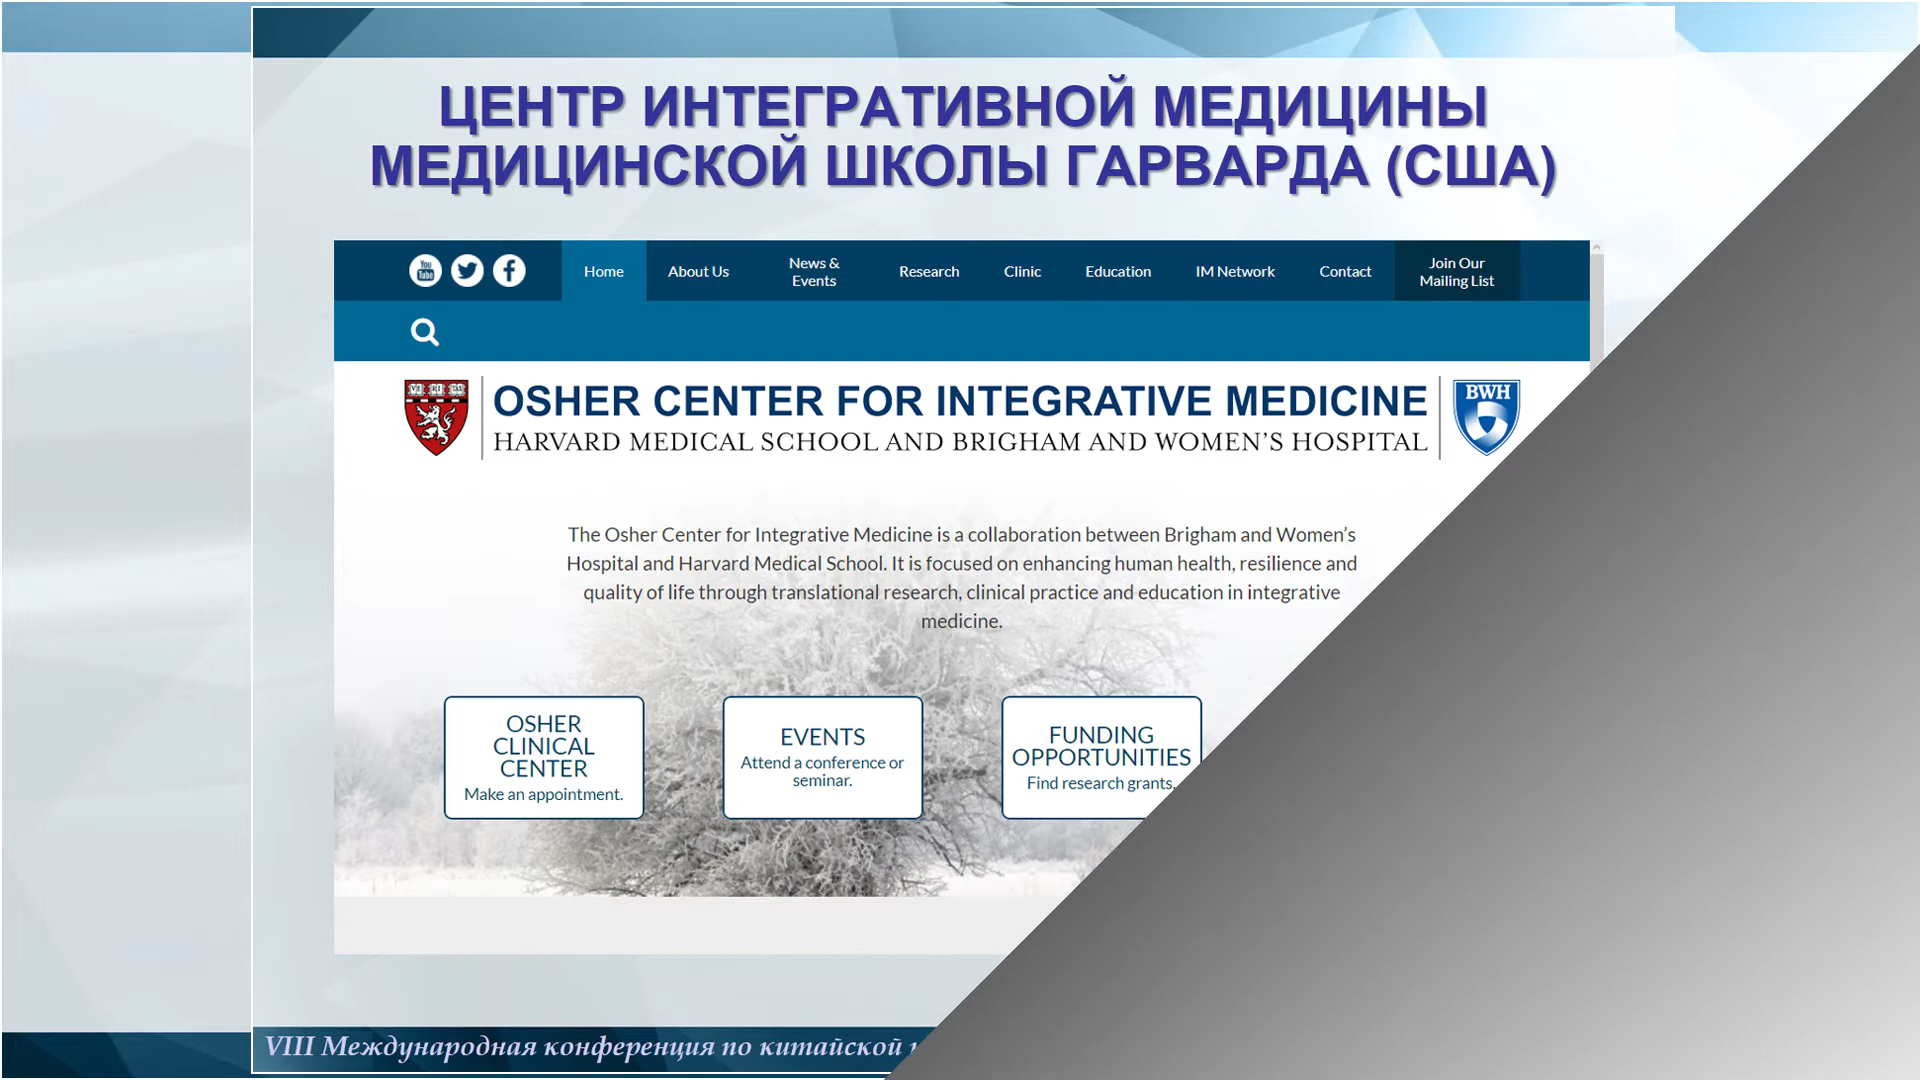 ЦЕНТР ИНТЕГРАТИВНОЙ МЕДИЦИНЫ
МЕДИЦИНСКОЙ ШКОЛЫ ГАРВАРДА (США)
You
Tube
Home
About Us
News &
Events
Research
Clinic
Education
IM Network
Contact
Join Our
Mailing List
VE RI TAS
OSHER CENTER FOR INTEGRATIVE MEDICINE
HARVARD MEDICAL SCHOOL AND BRIGHAM AND WOMEN’S HOSPITAL
BWH
The Osher Center for Integrative Medicine is a collaboration between Brigham and Women’s
Hospital and Harvard Medical School. It is focused on enhancing human health, resilience and
quality of life through translational research, clinical practice and education in integrative
medicine.
OSHER
CLINICAL
CENTER
Make an appointment.
EVENTS
Attend a conference or
seminar.
FUNDING
OPPORTUNITIES
Find research grants.
VIII Международная конференция по китайской